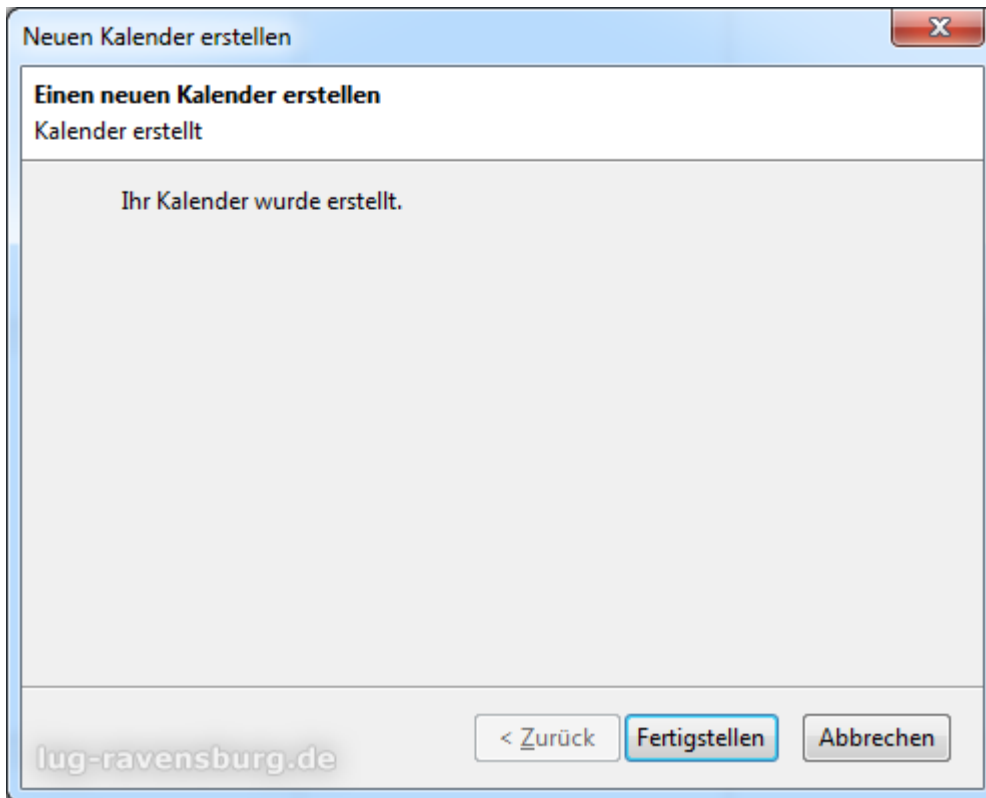 Neuen Kalender erstellen
Einen neuen Kalender erstellen
Kalender erstellt
Ihr Kalender wurde erstellt.
< Zurück Fertigstellen Abbrechen
lug-ravensburg.de